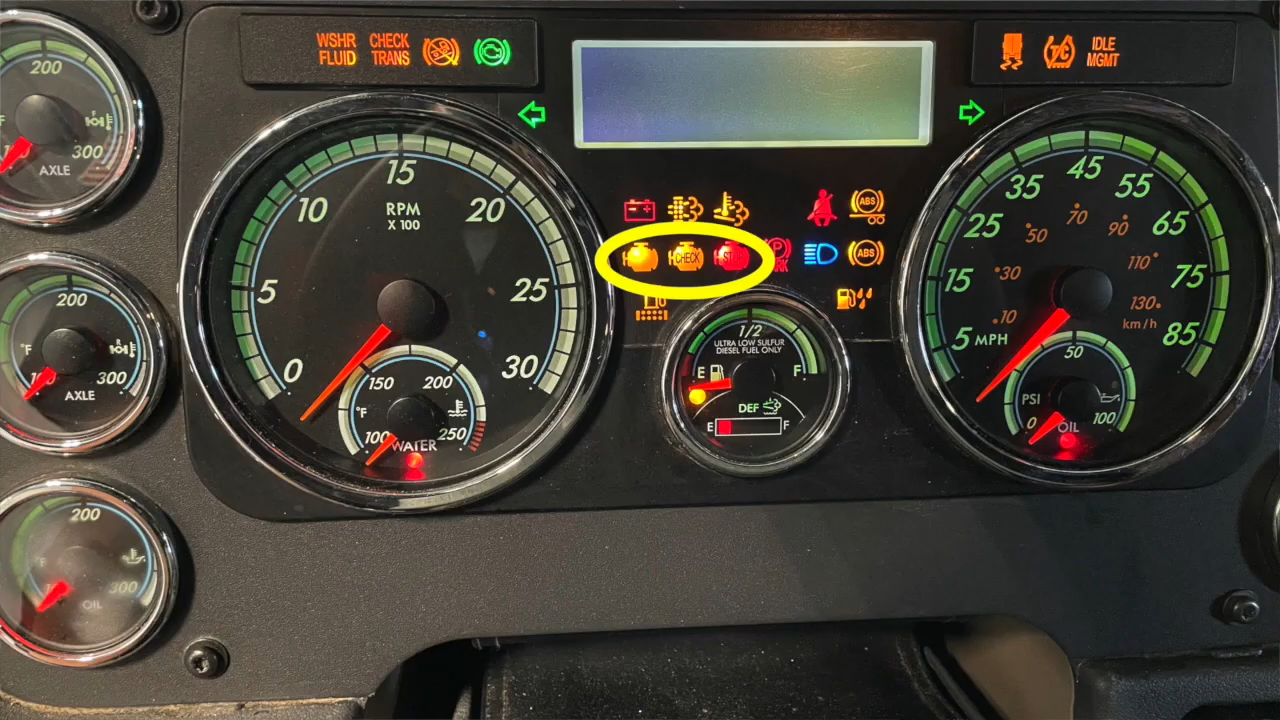 WSHR
FLUID
CHECK
TRANS
T/C
IDLE
MGMT
200
300
AXLE
200
°F
300
AXLE
200
°F
300
OIL
0
5
10
15
20
25
30
RPM
X 100
°F
100
150
200
250
WATER
ABS
CHECK
STOP
P
PARK
ABS
1/2
ULTRA LOW SULFUR
DIESEL FUEL ONLY
E
F
DEF
E
F
5
15
25
35
45
55
65
75
85
MPH
10
30
50
70
90
110
130
km/h
50
PSI
0
100
OIL